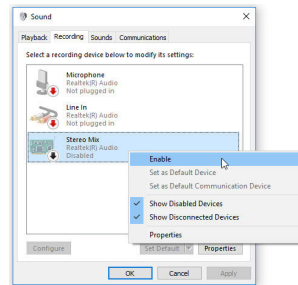 Sound
Playback Recording Sounds Communications
Select a recording device below to modify its settings:
Microphone
Realtek(R) Audio
Not plugged in
Line In
Realtek(R) Audio
Not plugged in
Stereo Mix
Realtek(R) Audio
Disabled
Enable
Set as Default Device
Set as Default Communication Device
Show Disabled Devices
Show Disconnected Devices
Properties
Configure Set Default Properties
OK Cancel Apply